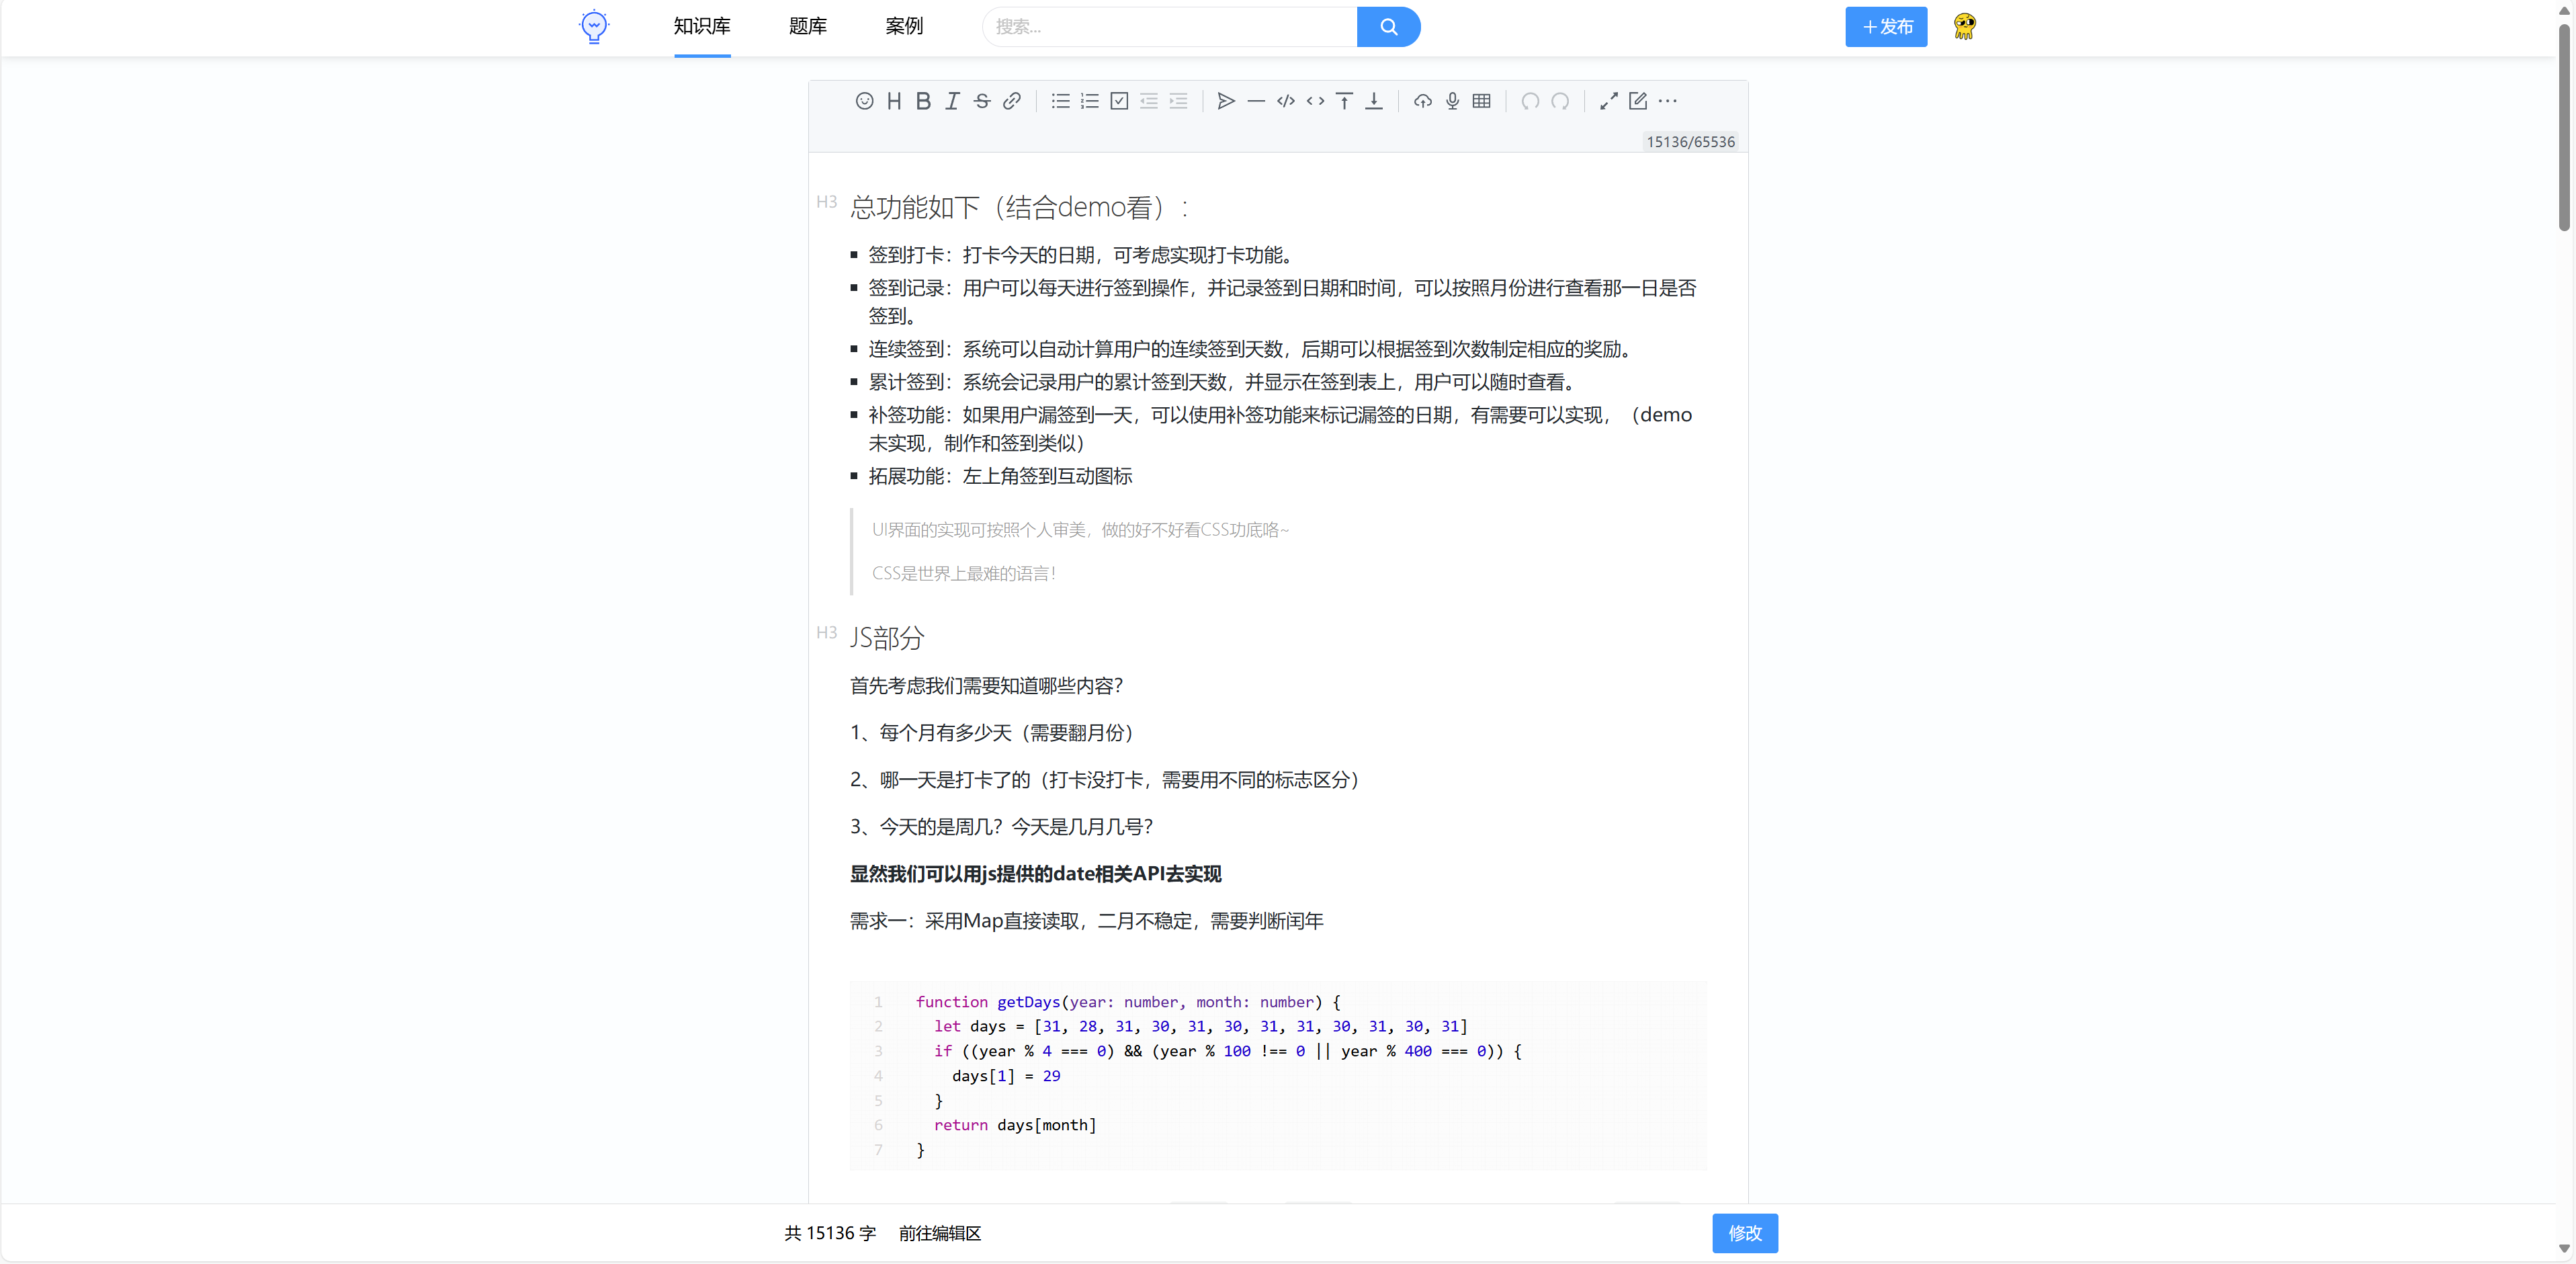 知识库 题库 案例 搜索... 发布
15136/65536
H3 总功能如下（结合demo看）：
签到打卡：打卡今天的日期，可考虑实现打卡功能。
签到记录：用户可以每天进行签到操作，并记录签到日期和时间，可以按照月份进行查看那一日是否
签到。
连续签到：系统可以自动计算用户的连续签到天数，后期可以根据签到次数制定相应的奖励。
累计签到：系统会记录用户的累计签到天数，并显示在签到表上，用户可以随时查看。
补签功能：如果用户漏签到一天，可以使用补签功能来标记漏签的日期，有需要可以实现，（demo
未实现，制作和签到类似）
拓展功能：左上角签到互动图标
UI界面的实现可按照个人审美，做的好不好看CSS功底咯~
CSS是世界上最难的语言！
H3 JS部分
首先考虑我们需要知道哪些内容？
1、每个月有多少天（需要翻月份）
2、哪一天是打卡了的（打卡没打卡，需要用不同的标志区分）
3、今天的是周几？今天是几月几号？
显然我们可以用js提供的date相关API去实现
需求一：采用Map直接读取，二月不稳定，需要判断闰年
1 function getDays(year: number, month: number) {
2 let days = [31, 28, 31, 30, 31, 30, 31, 31, 30, 31, 30, 31]
3 if ((year % 4 === 0) && (year % 100 !== 0 || year % 400 === 0)) {
4 days[1] = 29
5 }
6 return days[month]
7 }
共 15136 字 前往编辑区 修改